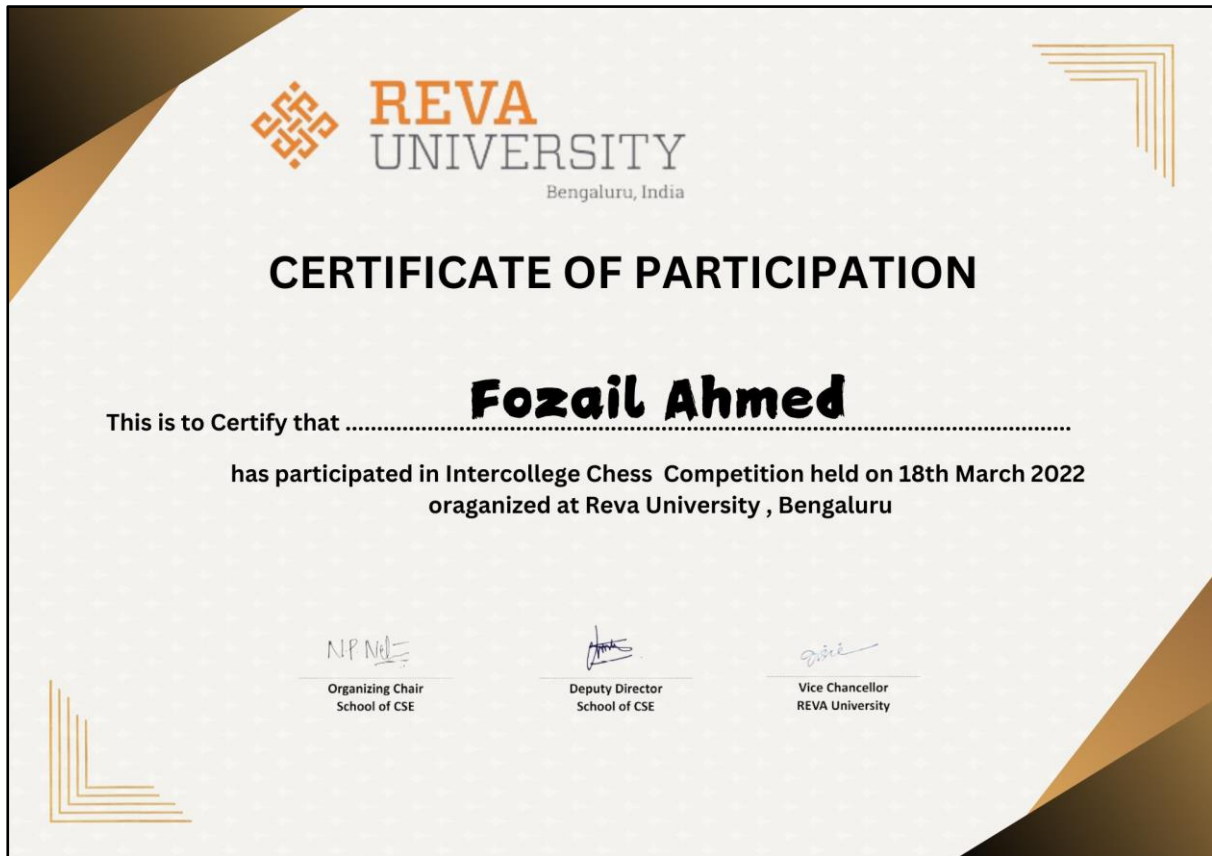 REVA
UNIVERSITY
Bengaluru, India
CERTIFICATE OF PARTICIPATION
Fozail Ahmed
This is to Certify that ....................................................................................................................
has participated in Intercollege Chess Competition held on 18th March 2022
oraganized at Reva University , Bengaluru
N.P
Organizing Chair
School of CSE
Deputy Director
School of CSE
Vice Chancellor
REVA University